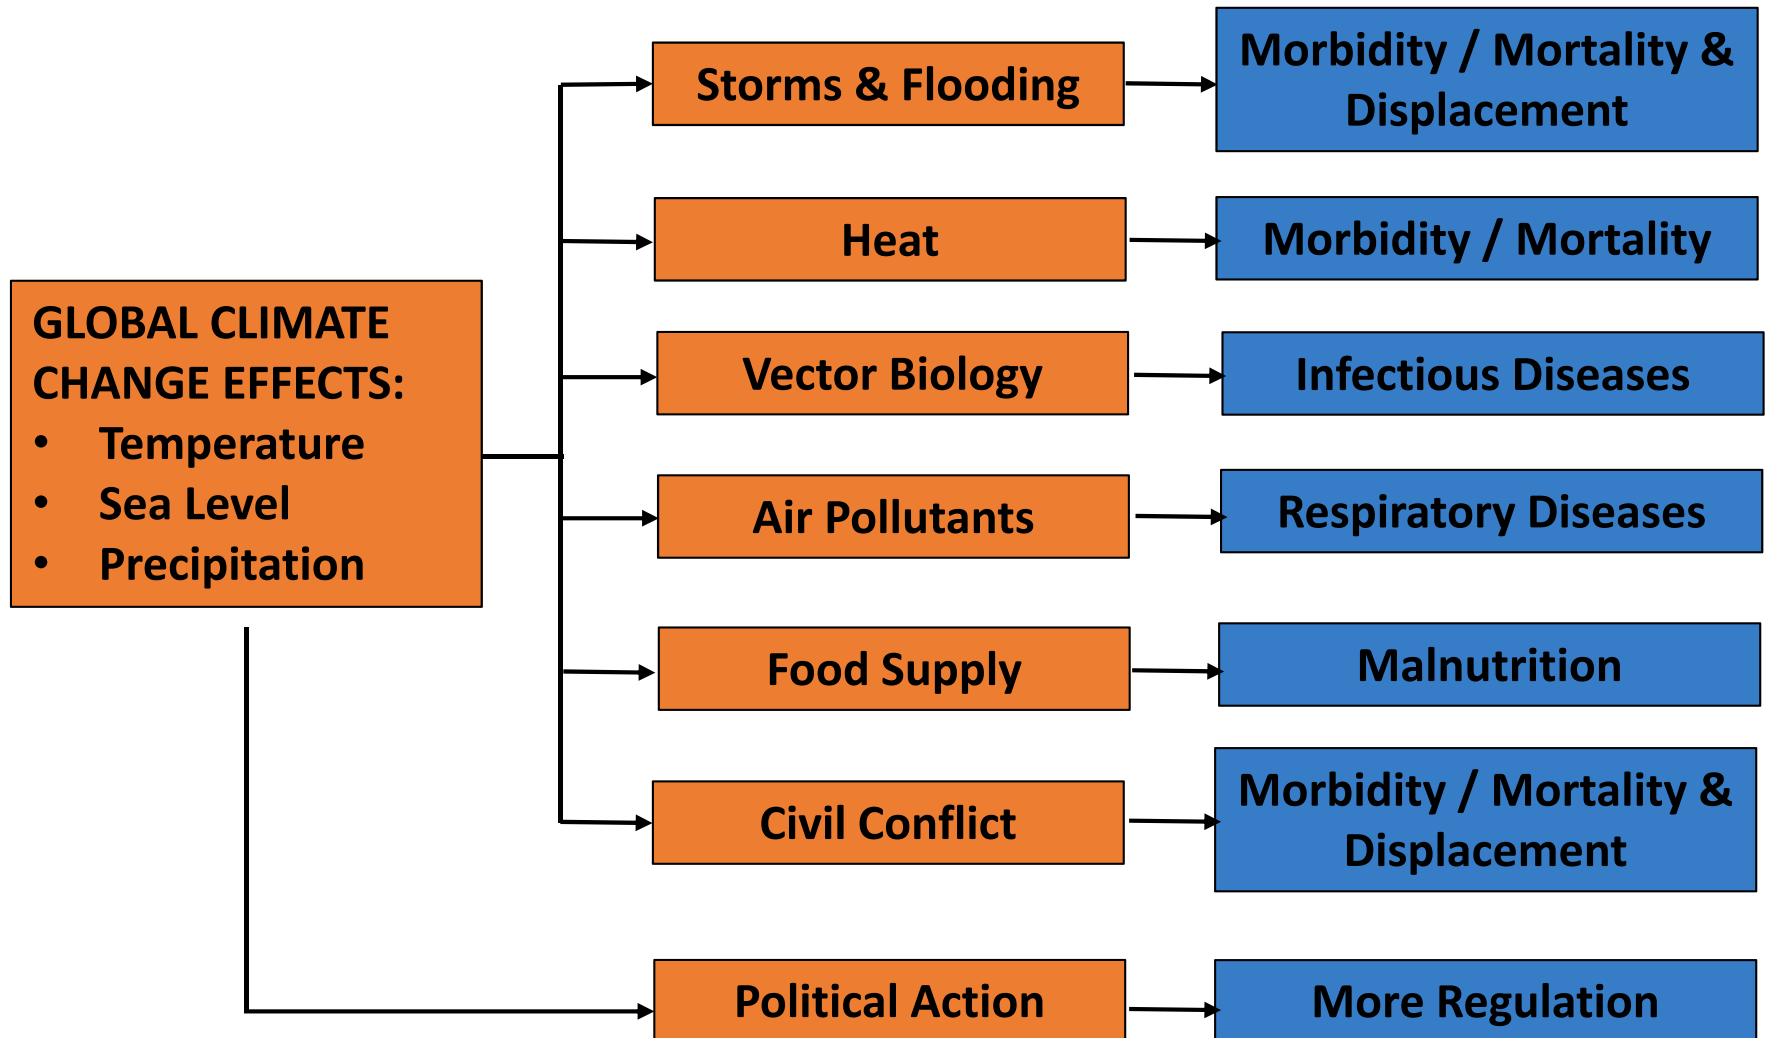 GLOBAL CLIMATE
CHANGE EFFECTS:
• Temperature
• Sea Level
• Precipitation
Storms & Flooding
Morbidity / Mortality &
Displacement
Heat
Morbidity / Mortality
Vector Biology
Infectious Diseases
Air Pollutants
Respiratory Diseases
Food Supply
Malnutrition
Civil Conflict
Morbidity / Mortality &
Displacement
Political Action
More Regulation